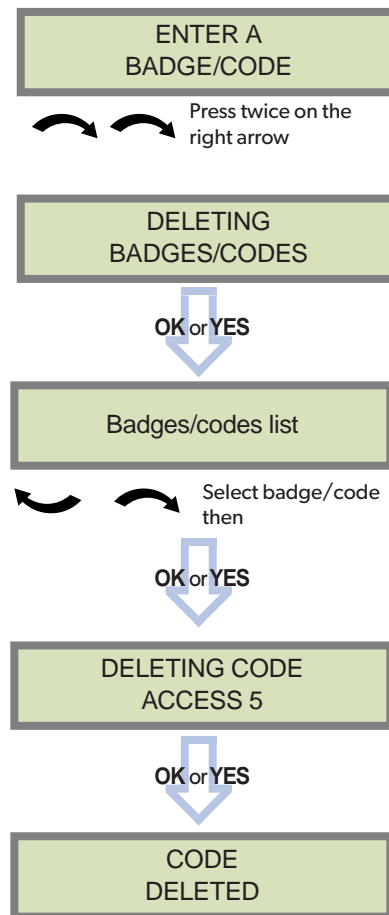 ENTER A
BADGE/CODE
Press twice on the
right arrow
DELETING
BADGES/CODES
OK or YES
Badges/codes list
Select badge/code
then
OK or YES
DELETING CODE
ACCESS 5
OK or YES
CODE
DELETED